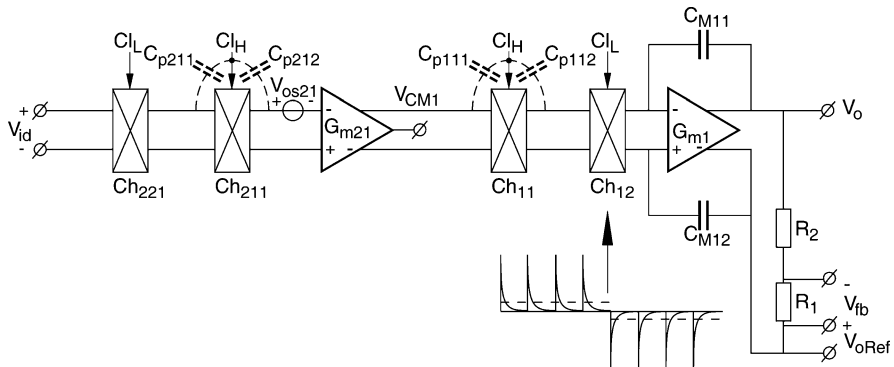 C_M11
Cl_L C_p211 Cl_H C_p212
C_p111 Cl_H C_p112 Cl_L
V_os21
+ -
V_CM1
+
V_id
-
-
G_m21
+ -
-
G_m1
+ -
V_o
Ch_221 Ch_211 Ch_11 Ch_12
C_M12
R_2
R_1
-
V_fb
+
V_oRef